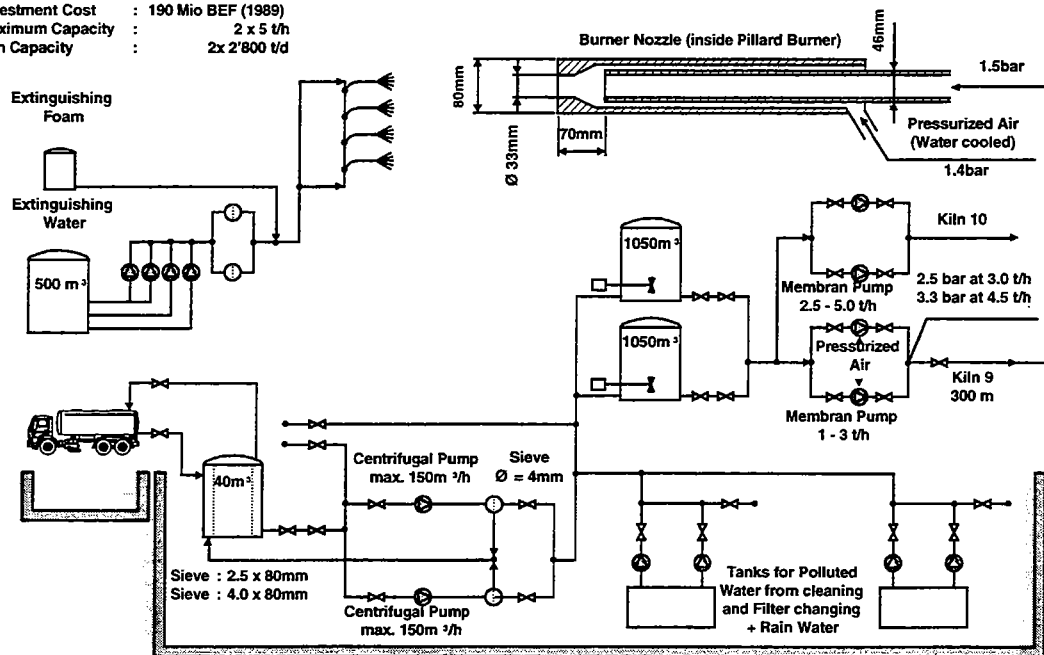 estment Cost : 190 Mio BEF (1989)
ximum Capacity : 2 x 5 t/h
n Capacity : 2x 2'800 t/d
Burner Nozzle (inside Pillard Burner)
46mm
80mm
1.5bar
70mm
Ø 33mm
Pressurized Air
(Water cooled)
1.4bar
Extinguishing
Foam
Extinguishing
Water
500 m³
1050m³
1050m³
Kiln 10
Membran Pump
2.5 - 5.0 t/h
2.5 bar at 3.0 t/h
3.3 bar at 4.5 t/h
Pressurized
Air
Kiln 9
300 m
Membran Pump
1 - 3 t/h
40m³
Centrifugal Pump
max. 150m³/h
Sieve
Ø = 4mm
Sieve : 2.5 x 80mm
Sieve : 4.0 x 80mm
Centrifugal Pump
max. 150m³/h
Tanks for Polluted
Water from cleaning
and Filter changing
+ Rain Water